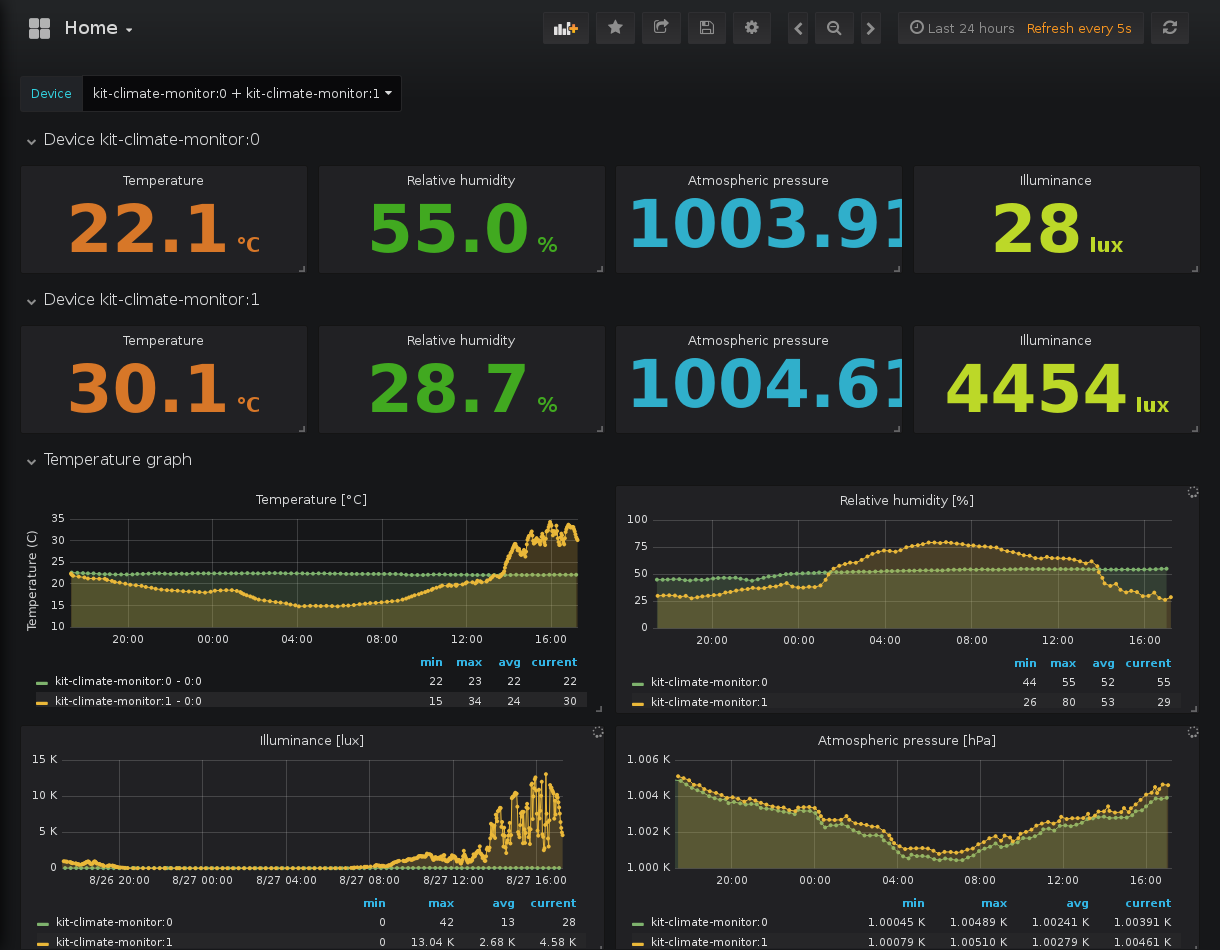 Home
Last 24 hours Refresh every 5s
Device kit-climate-monitor:0 + kit-climate-monitor:1
Device kit-climate-monitor:0
Temperature Relative humidity Atmospheric pressure Illuminance
22.1 °C 55.0 % 1003.91 28 lux
Device kit-climate-monitor:1
Temperature Relative humidity Atmospheric pressure Illuminance
30.1 °C 28.7 % 1004.61 4454 lux
Temperature graph
Temperature [°C]
Temperature (C)
35
30
25
20
15
10
20:00 00:00 04:00 08:00 12:00 16:00
min max avg current
kit-climate-monitor:0 - 0:0 22 23 22 22
kit-climate-monitor:1 - 0:0 15 34 24 30
Relative humidity [%]
100
75
50
25
0
20:00 00:00 04:00 08:00 12:00 16:00
min max avg current
kit-climate-monitor:0 44 55 52 55
kit-climate-monitor:1 26 80 53 29
Illuminance [lux]
15 K
10 K
5 K
0
8/26 20:00 8/27 00:00 8/27 04:00 8/27 08:00 8/27 12:00 8/27 16:00
min max avg current
kit-climate-monitor:0 0 42 13 28
kit-climate-monitor:1 0 13.04 K 2.68 K 4.58 K
Atmospheric pressure [hPa]
1.006 K
1.004 K
1.002 K
1.000 K
20:00 00:00 04:00 08:00 12:00 16:00
min max avg current
kit-climate-monitor:0 1.00045 K 1.00489 K 1.00241 K 1.00391 K
kit-climate-monitor:1 1.00079 K 1.00510 K 1.00279 K 1.00461 K